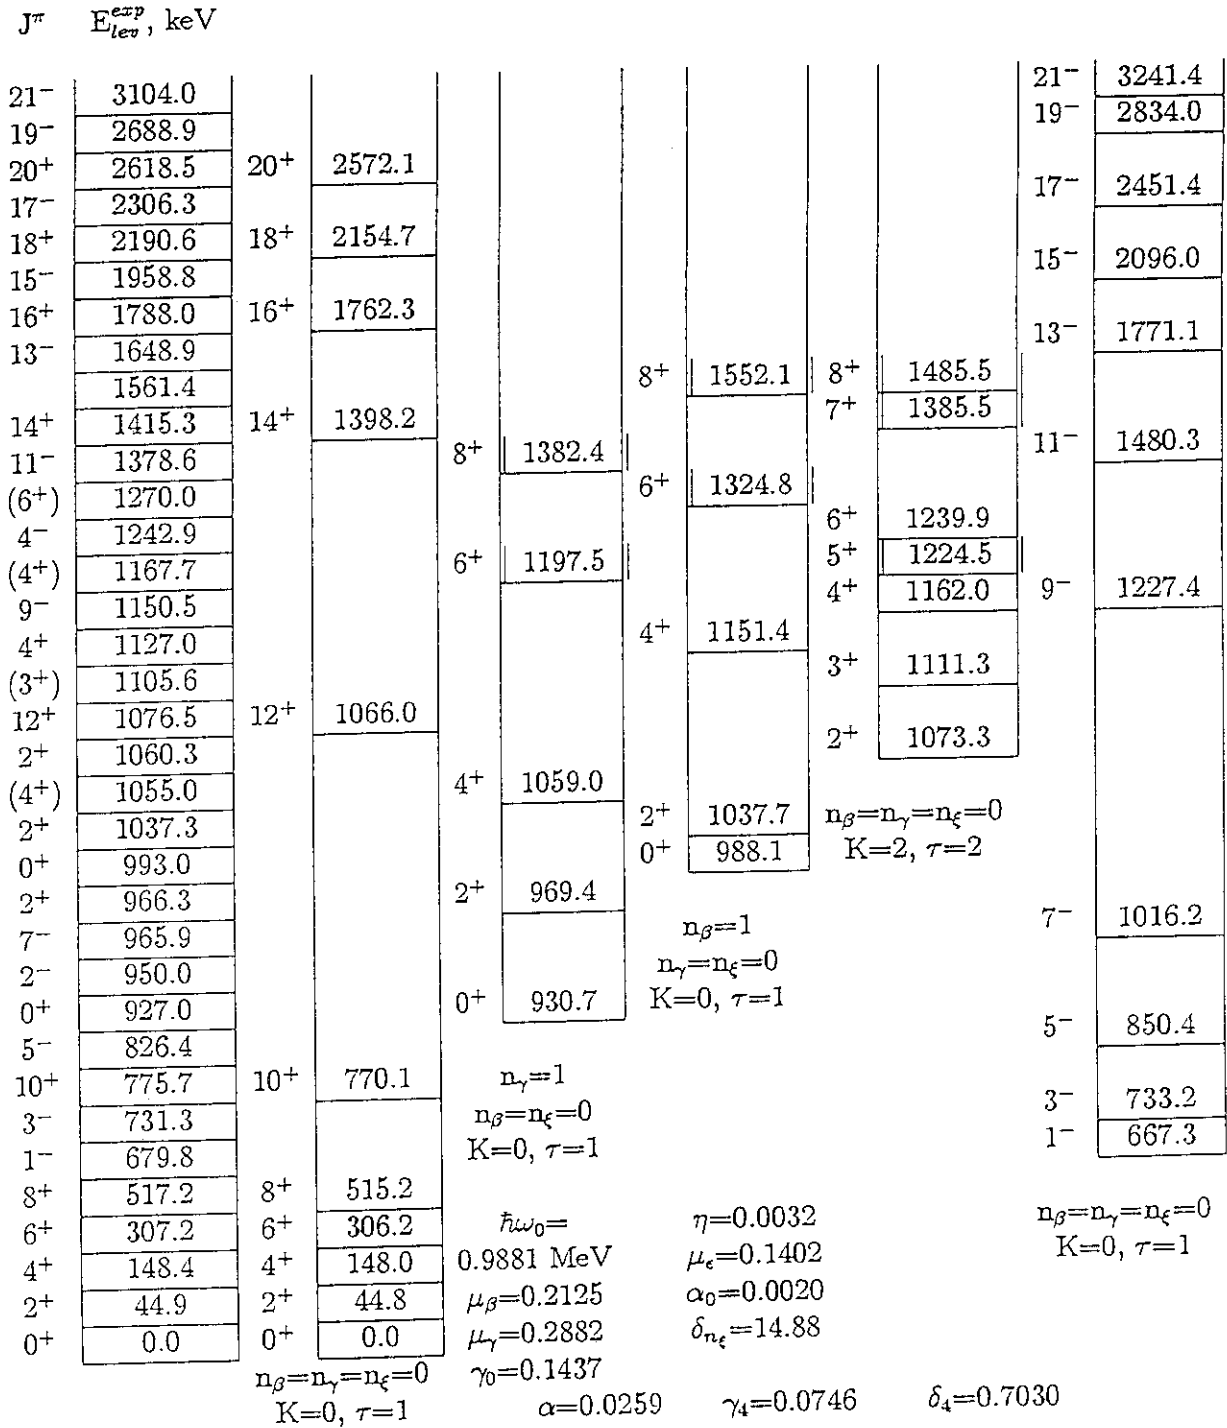 J^π E^{exp}_{lev}, keV
21⁻ 3241.4
21⁻ 3104.0
19⁻ 2834.0
19⁻ 2688.9
20⁺ 2618.5 20⁺ 2572.1
17⁻ 2451.4
17⁻ 2306.3
18⁺ 2190.6 18⁺ 2154.7
15⁻ 2096.0
15⁻ 1958.8
16⁺ 1788.0 16⁺ 1762.3
13⁻ 1771.1
13⁻ 1648.9
8⁺ 1552.1 8⁺ 1485.5
1561.4
7⁺ 1385.5
14⁺ 1415.3 14⁺ 1398.2
11⁻ 1480.3
11⁻ 1378.6 8⁺ 1382.4
6⁺ 1324.8
(6⁺) 1270.0
6⁺ 1239.9
4⁻ 1242.9
5⁺ 1224.5
(4⁺) 1167.7 6⁺ 1197.5
4⁺ 1162.0 9⁻ 1227.4
9⁻ 1150.5
4⁺ 1127.0 4⁺ 1151.4
3⁺ 1111.3
(3⁺) 1105.6
12⁺ 1076.5 12⁺ 1066.0
2⁺ 1073.3
2⁺ 1060.3
(4⁺) 1055.0 4⁺ 1059.0
2⁺ 1037.3 2⁺ 1037.7 n_β=n_γ=n_ξ=0
0⁺ 993.0 0⁺ 988.1 K=2, τ=2
2⁺ 966.3 2⁺ 969.4
7⁻ 965.9 n_β=1 7⁻ 1016.2
2⁻ 950.0 n_γ=n_ξ=0
0⁺ 927.0 0⁺ 930.7 K=0, τ=1
5⁻ 826.4 5⁻ 850.4
10⁺ 775.7 10⁺ 770.1 n_γ=1
3⁻ 731.3 n_β=n_ξ=0 3⁻ 733.2
1⁻ 679.8 K=0, τ=1 1⁻ 667.3
8⁺ 517.2 8⁺ 515.2
6⁺ 307.2 6⁺ 306.2 ℏω₀= η=0.0032 n_β=n_γ=n_ξ=0
4⁺ 148.4 4⁺ 148.0 0.9881 MeV μ_ϵ=0.1402 K=0, τ=1
2⁺ 44.9 2⁺ 44.8 μ_β=0.2125 α₀=0.0020
0⁺ 0.0 0⁺ 0.0 μ_γ=0.2882 δ_{n_ξ}=14.88
n_β=n_γ=n_ξ=0 γ₀=0.1437
K=0, τ=1 α=0.0259 γ₄=0.0746 δ₄=0.7030